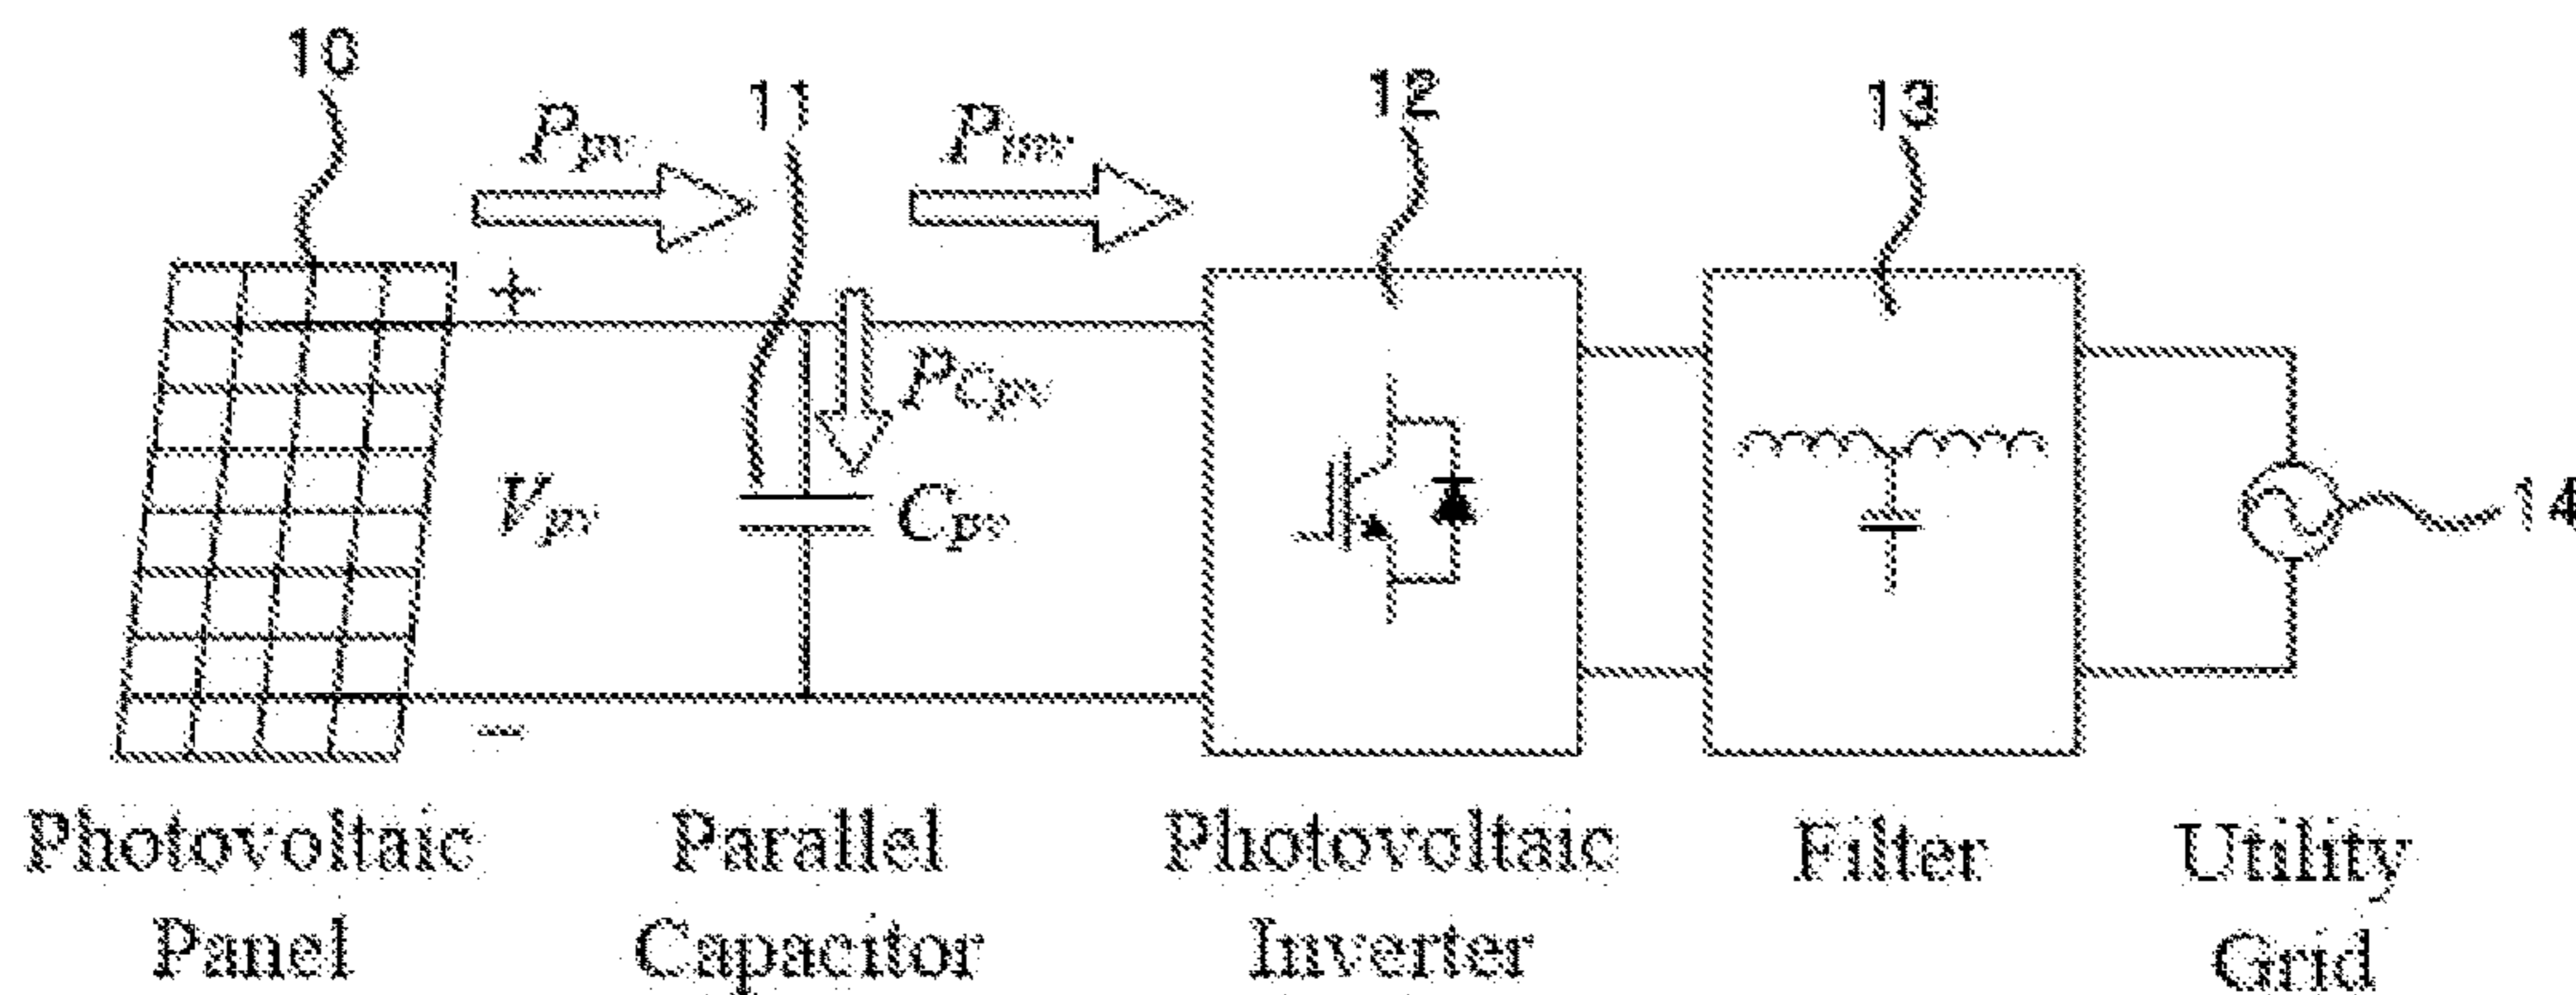 10
11
12
13
Ppv
Pinv
+
PCpv
Vpv
Cpv
14
−
Photovoltaic
Panel
Parallel
Capacitor
Photovoltaic
Inverter
Filter
Utility
Grid